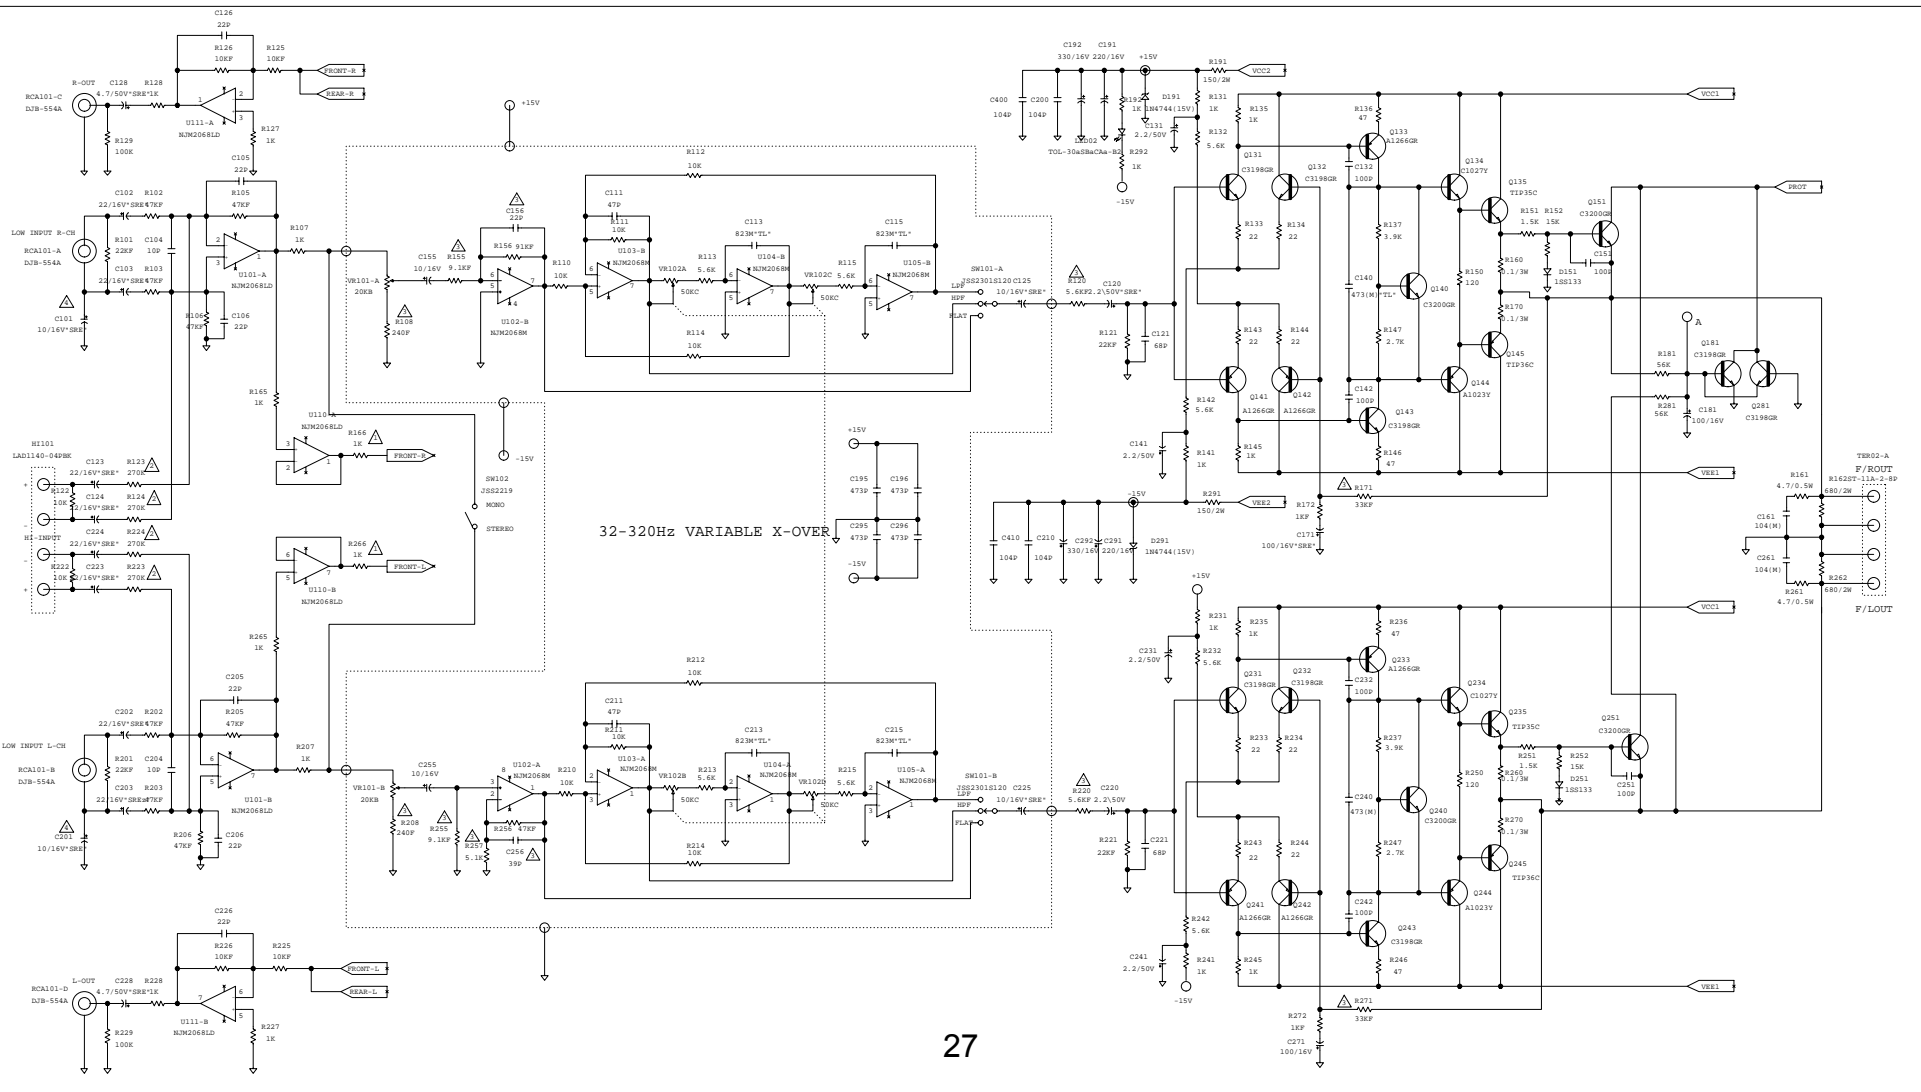 C126
22P
R126
10KF
R125
10KF
FRONT-R
REAR-R
R-OUT
C128
R128
4.7/50V"SRE"1K
RCA101-C
DJB-554A
R129
100K
U111-A
NJM2068LD
R127
1K
C105
22P
R105
47KF
C102
R102
22/16V"SRE"47KF
LOW INPUT R-CH
RCA101-A
DJB-554A
R101
22KF
C104
10P
C103
R103
22/16V"SRE"47KF
C101
10/16V"SRE"
U101-A
NJM2068LD
R107
1K
R106
47KF
C106
22P
R165
1K
U110-A
NJM2068LD
R166
1K
FRONT-R
HI101
LAD1140-04PBK
C123
R123
22/16V"SRE"
270K
R122
10K
C124
R124
22/16V"SRE"
270K
HI-INPUT
C224
R224
22/16V"SRE"
270K
R222
10K
C223
R223
22/16V"SRE"
270K
R266
1K
FRONT-L
U110-B
NJM2068LD
R265
1K
SW102
JSS2219
MONO
STEREO
+15V
-15V
R112
10K
C156
22P
C155
R155
10/16V
9.1KF
R156 91KF
VR101-A
20KB
R108
240F
U102-B
NJM2068M
R110
10K
C111
47P
R111
10K
U103-B
NJM2068M
VR102A
50KC
R113
5.6K
C113
823M"TL"
U104-B
NJM2068M
VR102C
50KC
R115
5.6K
C115
823M"TL"
U105-B
NJM2068M
R114
10K
SW101-A
JSS2301S120
C125
10/16V"SRE"
LPF
HPF
FLAT
R120
C120
5.6KF2.2\50V"SRE"
R121
22KF
C121
68P
32-320Hz VARIABLE X-OVER
+15V
C195
473P
C196
473P
C295
473P
C296
473P
-15V
C192
330/16V
C191
220/16V
+15V
R191
150/2W
VCC2
C400
104P
C200
104P
R192
1K
D191
1N4744(15V)
LED02
TOL-30aSBaCAa-B2
R292
1K
-15V
C131
2.2/50V
R131
1K
R132
5.6K
R135
1K
R136
47
Q133
A1266GR
Q131
C3198GR
Q132
C3198GR
C132
100P
Q134
C1027Y
Q135
TIP35C
R133
22
R134
22
R137
3.9K
C140
473(M)"TL"
Q140
C3200GR
R150
120
R160
0.1/3W
R170
0.1/3W
R151
1.5K
R152
15K
D151
1SS133
Q151
C3200GR
C151
100P
VCC1
PROT
R143
22
R144
22
R147
2.7K
Q145
TIP36C
Q144
A1023Y
Q141
A1266GR
Q142
A1266GR
C142
100P
Q143
C3198GR
R142
5.6K
C141
2.2/50V
R141
1K
R145
1K
R146
47
VEE1
R181
56K
R281
56K
A
Q181
C3198GR
Q281
C3198GR
C181
100/16V
C410
104P
C210
104P
C292
330/16V
C291
220/16V
-15V
D291
1N4744(15V)
R291
150/2W
VEE2
R171
33KF
R172
1KF
C171
100/16V"SRE"
TER02-A
F/ROUT
R162ST-11A-2-8P
680/2W
R161
4.7/0.5W
C161
104(M)
C261
104(M)
R261
4.7/0.5W
R262
680/2W
F/LOUT
C205
22P
R205
47KF
C202
R202
22/16V"SRE"47KF
LOW INPUT L-CH
RCA101-B
DJB-554A
R201
22KF
C204
10P
C203
R203
22/16V"SRE"47KF
C201
10/16V"SRE"
U101-B
NJM2068LD
R207
1K
R206
47KF
C206
22P
R212
10K
C255
10/16V
VR101-B
20KB
R208
240F
R255
9.1KF
R257
5.1K
R256 47KF
C256
39P
U102-A
NJM2068M
R210
10K
C211
47P
R211
10K
U103-A
NJM2068M
VR102B
50KC
R213
5.6K
C213
823M"TL"
U104-A
NJM2068M
VR102D
50KC
R215
5.6K
C215
823M"TL"
U105-A
NJM2068M
R214
10K
SW101-B
JSS2301S120
C225
10/16V"SRE"
LPF
HPF
FLAT
R220
C220
5.6KF 2.2\50V
R221
22KF
C221
68P
+15V
R231
1K
C231
2.2/50V
R232
5.6K
R235
1K
R236
47
Q233
A1266GR
Q231
C3198GR
Q232
C3198GR
C232
100P
Q234
C1027Y
Q235
TIP35C
R233
22
R234
22
R237
3.9K
C240
473(M)
Q240
C3200GR
R250
120
R260
0.1/3W
R270
0.1/3W
R251
1.5K
R252
15K
D251
1SS133
Q251
C3200GR
C251
100P
VCC1
R243
22
R244
22
R247
2.7K
Q245
TIP36C
Q244
A1023Y
Q241
A1266GR
Q242
A1266GR
C242
100P
Q243
C3198GR
R242
5.6K
C241
2.2/50V
R241
1K
-15V
R245
1K
R246
47
VEE1
R271
33KF
R272
1KF
C271
100/16V
C226
22P
R226
10KF
R225
10KF
FRONT-L
REAR-L
L-OUT
C228
R228
4.7/50V"SRE"1K
RCA101-D
DJB-554A
R229
100K
U111-B
NJM2068LD
R227
1K
27